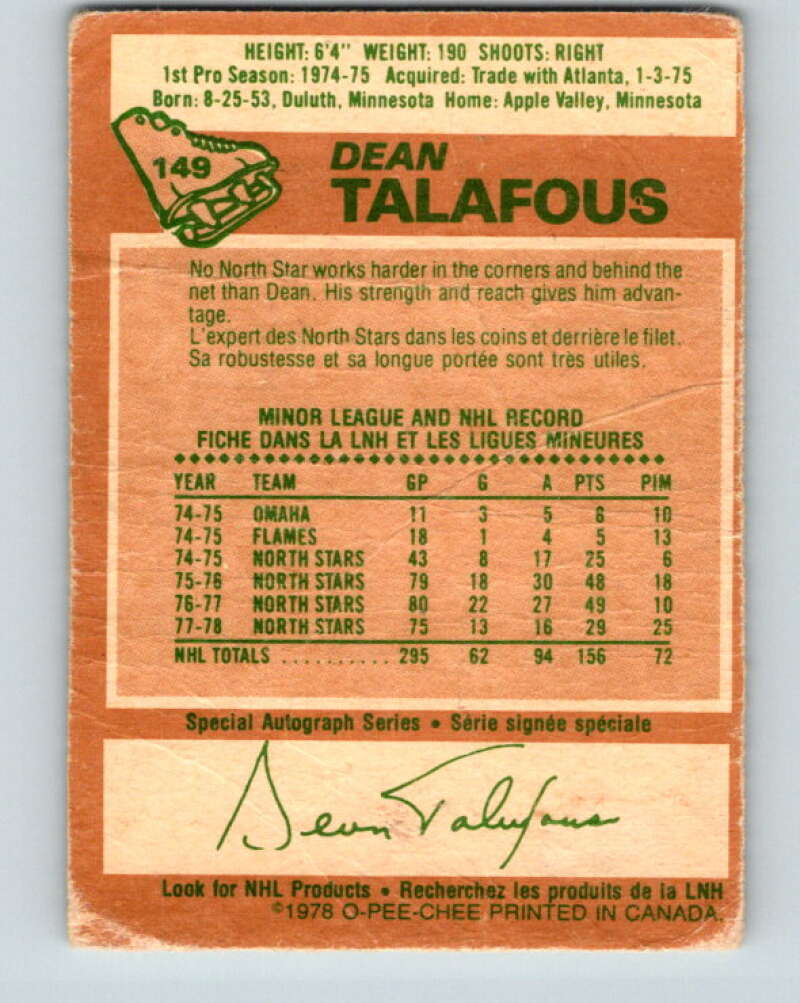 HEIGHT: 6'4" WEIGHT: 190 SHOOTS: RIGHT
1st Pro Season: 1974-75 Acquired: Trade with Atlanta, 1-3-75
Born: 8-25-53, Duluth, Minnesota Home: Apple Valley, Minnesota
149
DEAN
TALAFOUS
No North Star works harder in the corners and behind the
net than Dean. His strength and reach gives him advan-
tage.
L'expert des North Stars dans les coins et derrière le filet.
Sa robustesse et sa longue portée sont très utiles.
MINOR LEAGUE AND NHL RECORD
FICHE DANS LA LNH ET LES LIGUES MINEURES
YEAR TEAM GP G A PTS PIM
74-75 OMAHA 11 3 5 8 10
74-75 FLAMES 18 1 4 5 13
74-75 NORTH STARS 43 8 17 25 6
75-76 NORTH STARS 79 18 30 48 18
76-77 NORTH STARS 80 22 27 49 10
77-78 NORTH STARS 75 13 16 29 25
NHL TOTALS .......... 295 62 94 156 72
Special Autograph Series • Série signée spéciale
Dean Talafous
Look for NHL Products • Recherchez les produits de la LNH
©1978 O-PEE-CHEE PRINTED IN CANADA.